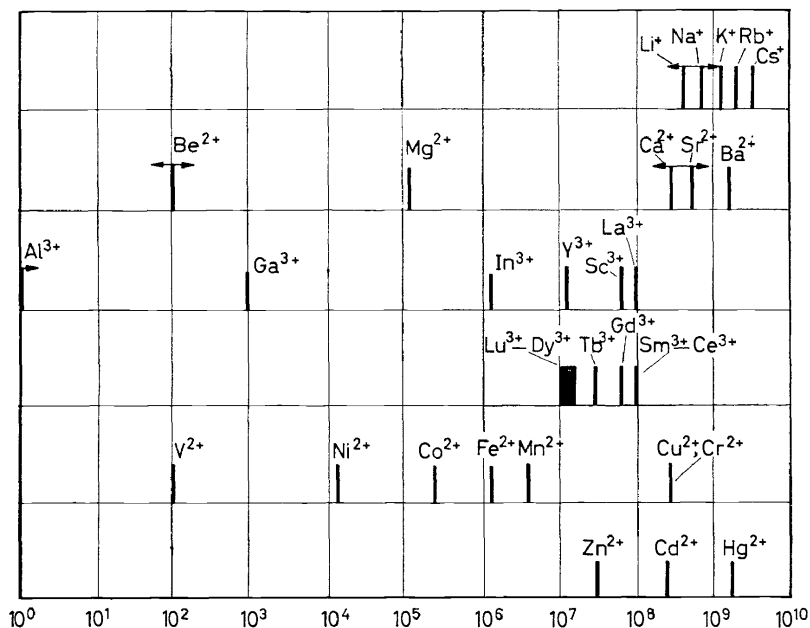 Li⁺ Na⁺ K⁺ Rb⁺ Cs⁺
Be²⁺ Mg²⁺ Ca²⁺ Sr²⁺ Ba²⁺
Al³⁺ Ga³⁺ In³⁺ Y³⁺ Sc³⁺ La³⁺
Lu³⁺—Dy³⁺ Tb³⁺ Gd³⁺ Sm³⁺—Ce³⁺
V²⁺ Ni²⁺ Co²⁺ Fe²⁺ Mn²⁺ Cu²⁺; Cr²⁺
Zn²⁺ Cd²⁺ Hg²⁺
10⁰ 10¹ 10² 10³ 10⁴ 10⁵ 10⁶ 10⁷ 10⁸ 10⁹ 10¹⁰